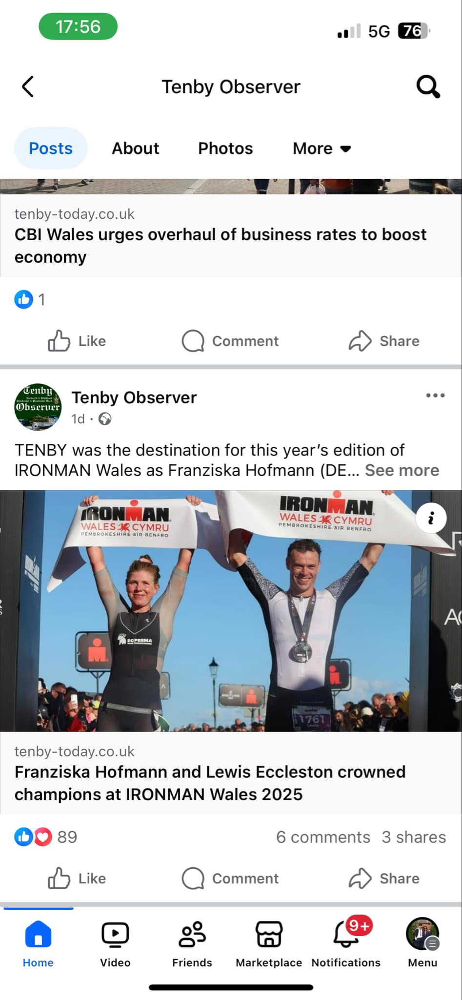 17:56
5G 76
Tenby Observer
Posts About Photos More
tenby-today.co.uk
CBI Wales urges overhaul of business rates to boost
economy
1
Like Comment Share
Tenby
Observer
Tenby Observer
1d ·
TENBY was the destination for this year’s edition of
IRONMAN Wales as Franziska Hofmann (DE... See more
IRONMAN
WALES CYMRU
PEMBROKESHIRE SIR BENFRO
IRONMAN
WALES CYMRU
PEMBROKESHIRE SIR BENFRO
i
IRONMAN
SOPREMA
1761
Lewis
tenby-today.co.uk
Franziska Hofmann and Lewis Eccleston crowned
champions at IRONMAN Wales 2025
89 6 comments 3 shares
Like Comment Share
9+
Home Video Friends Marketplace Notifications Menu